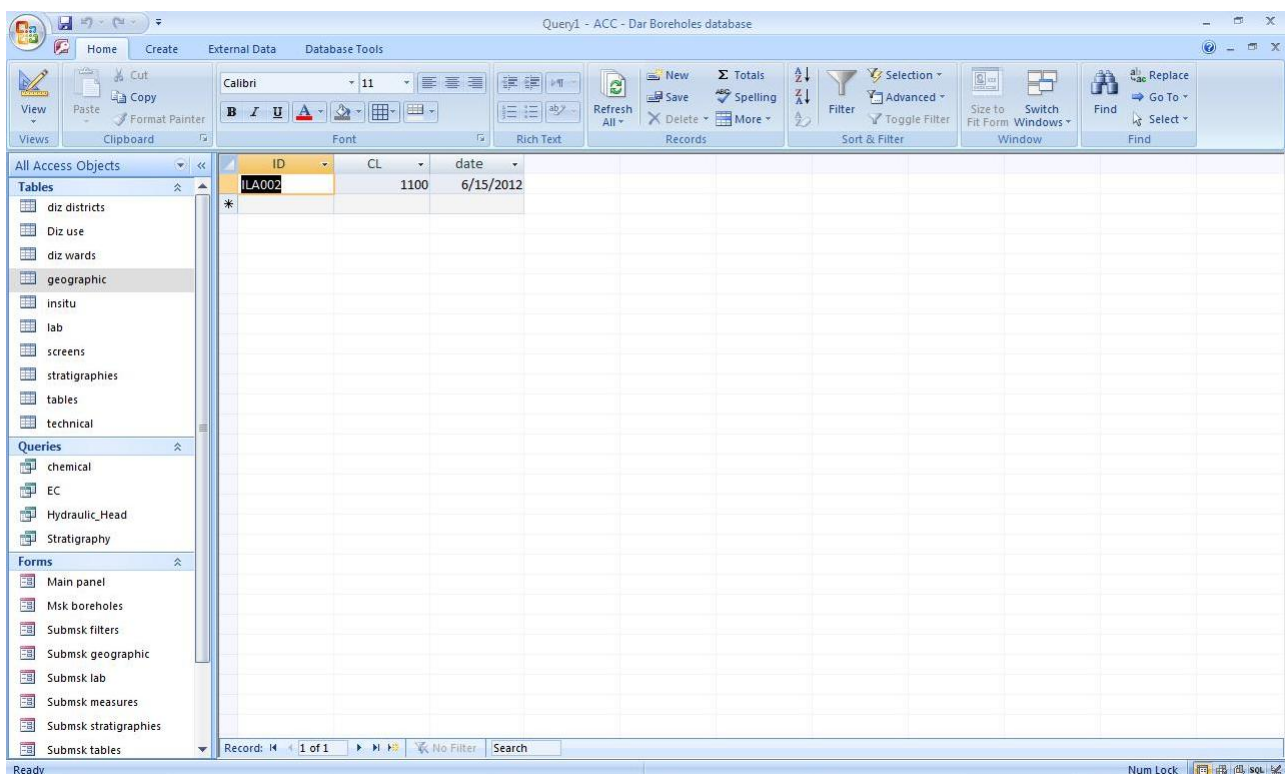 Query1 - ACC - Dar Boreholes database
Home Create External Data Database Tools
View
Views
Paste
Cut
Copy
Format Painter
Clipboard
Calibri 11
B I U A
Font
Rich Text
Refresh All
New
Save
Delete
Σ Totals
Spelling
More
Records
Filter
Selection
Advanced
Toggle Filter
Sort & Filter
Size to Fit Form
Switch Windows
Window
Find
Replace
Go To
Select
Find
All Access Objects
Tables
diz districts
Diz use
diz wards
geographic
insitu
lab
screens
stratigraphies
tables
technical
Queries
chemical
EC
Hydraulic_Head
Stratigraphy
Forms
Main panel
Msk boreholes
Submsk filters
Submsk geographic
Submsk lab
Submsk measures
Submsk stratigraphies
Submsk tables
ID CL date
ILA002 1100 6/15/2012
*
Record: 1 of 1 No Filter Search
Ready
Num Lock SQL